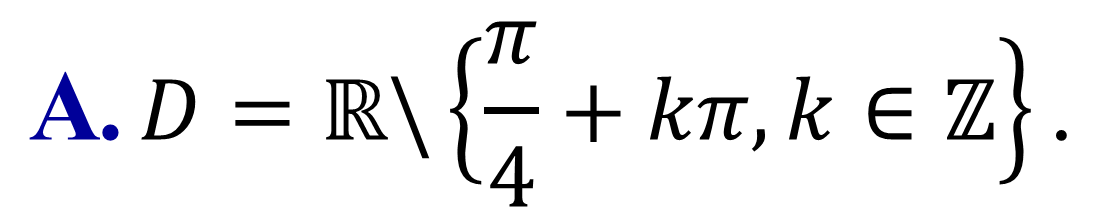 A. D = ℝ\{π/4 + kπ, k ∈ ℤ}.